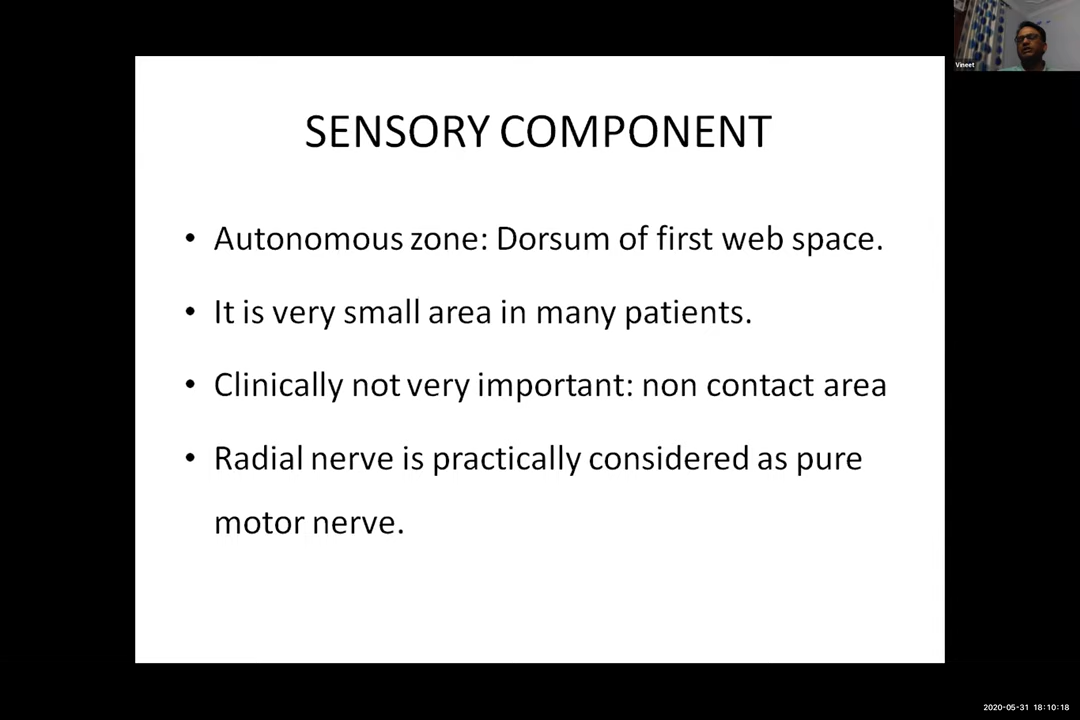 Vineet
SENSORY COMPONENT
• Autonomous zone: Dorsum of first web space.
• It is very small area in many patients.
• Clinically not very important: non contact area
• Radial nerve is practically considered as pure
motor nerve.
2020-05-31 18:10:18